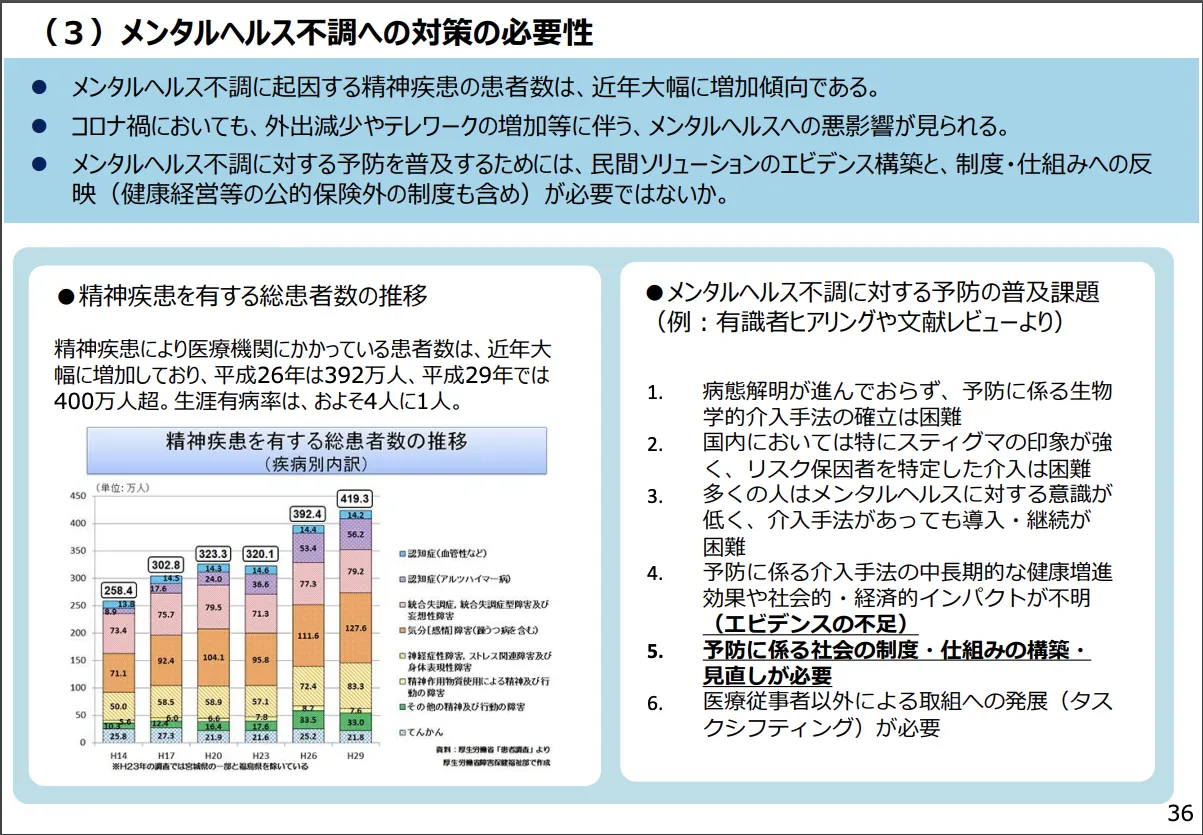 （３）メンタルヘルス不調への対策の必要性
● メンタルヘルス不調に起因する精神疾患の患者数は、近年大幅に増加傾向である。
● コロナ禍においても、外出減少やテレワークの増加等に伴う、メンタルヘルスへの悪影響が見られる。
● メンタルヘルス不調に対する予防を普及するためには、民間ソリューションのエビデンス構築と、制度・仕組みへの反
映（健康経営等の公的保険外の制度も含め）が必要ではないか。
●精神疾患を有する総患者数の推移
精神疾患により医療機関にかかっている患者数は、近年大
幅に増加しており、平成26年は392万人、平成29年では
400万人超。生涯有病率は、およそ4人に1人。
精神疾患を有する総患者数の推移
（疾病別内訳）
（単位：万人）
450
400
350
300
250
200
150
100
50
0
258.4
13.8
8.9
73.4
71.1
50.0
5.6
10.3
25.8
H14
302.8
14.5
17.6
75.7
92.4
58.5
6.0
12.4
27.3
H17
323.3
14.3
24.0
79.5
104.1
58.9
6.6
16.4
21.9
H20
320.1
14.6
36.6
71.3
95.8
57.1
7.8
17.6
21.6
H23
392.4
14.4
53.4
77.3
111.6
72.4
8.7
33.5
25.2
H26
419.3
14.2
56.2
79.2
127.6
83.3
7.6
33.0
21.8
H29
認知症（血管性など）
認知症（アルツハイマー病）
統合失調症，統合失調症型障害及び
妄想性障害
気分［感情］障害（躁うつ病を含む）
神経症性障害，ストレス関連障害及び
身体表現性障害
精神作用物質使用による精神及び行
動の障害
その他の精神及び行動の障害
てんかん
※H23年の調査では宮城県の一部と福島県を除いている
資料：厚生労働省「患者調査」より
厚生労働省障害保健福祉部で作成
●メンタルヘルス不調に対する予防の普及課題
（例：有識者ヒアリングや文献レビューより）
1. 病態解明が進んでおらず、予防に係る生物
学的介入手法の確立は困難
2. 国内においては特にスティグマの印象が強
く、リスク保因者を特定した介入は困難
3. 多くの人はメンタルヘルスに対する意識が
低く、介入手法があっても導入・継続が
困難
4. 予防に係る介入手法の中長期的な健康増進
効果や社会的・経済的インパクトが不明
（エビデンスの不足）
5. 予防に係る社会の制度・仕組みの構築・
見直しが必要
6. 医療従事者以外による取組への発展（タス
クシフティング）が必要
36